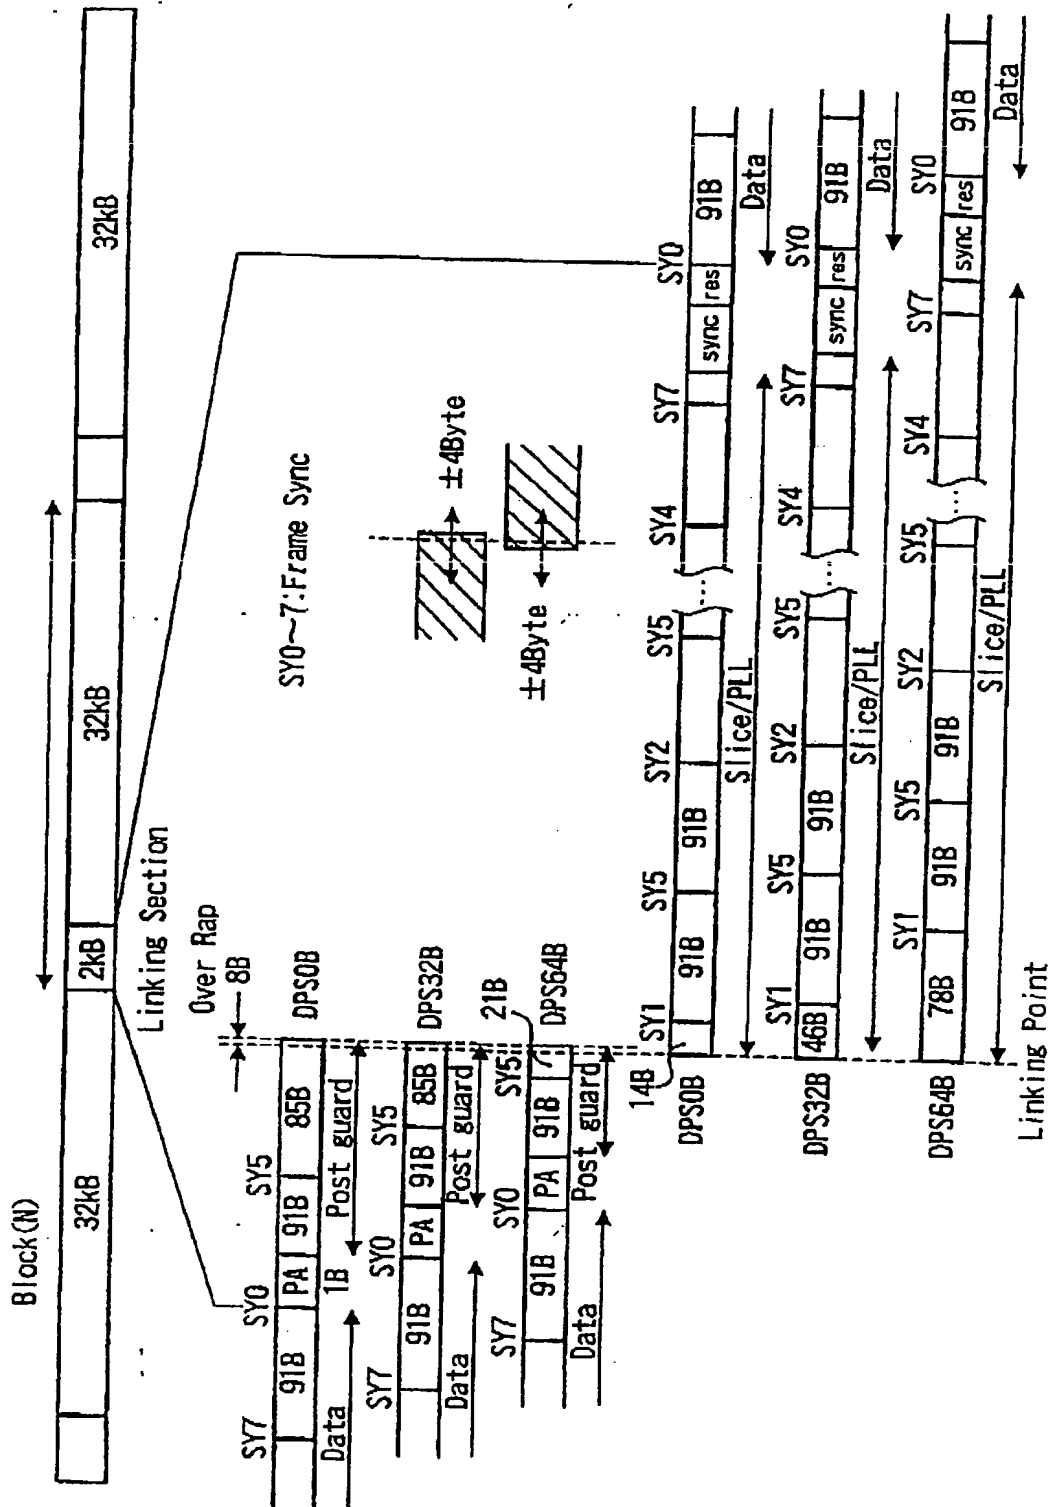 Block(N)
32kB
2kB
32kB
32kB
Linking Section
Over Rap
8B
SY7
SY0
SY5
91B
PA
91B
85B
DPS0B
Data
1B
Post guard
SY7
SY0
SY5
91B
PA
91B
85B
DPS32B
Data
Post guard
21B
SY7
SY0
SY5
91B
PA
91B
DPS64B
Data
Post guard
SY0~7:Frame Sync
±4Byte
±4Byte
14B
DPS0B
SY1
SY5
SY2
SY5
SY4
SY7
SY0
91B
91B
....
sync
res
91B
Slice/PLL
Data
DPS32B
SY1
SY5
SY2
SY5
SY4
SY7
SY0
46B
91B
91B
...
sync
res
91B
Slice/PLL
Data
DPS64B
SY1
SY5
SY2
SY5
SY4
SY7
SY0
78B
91B
91B
....
sync
res
91B
Slice/PLL
Data
Linking Point